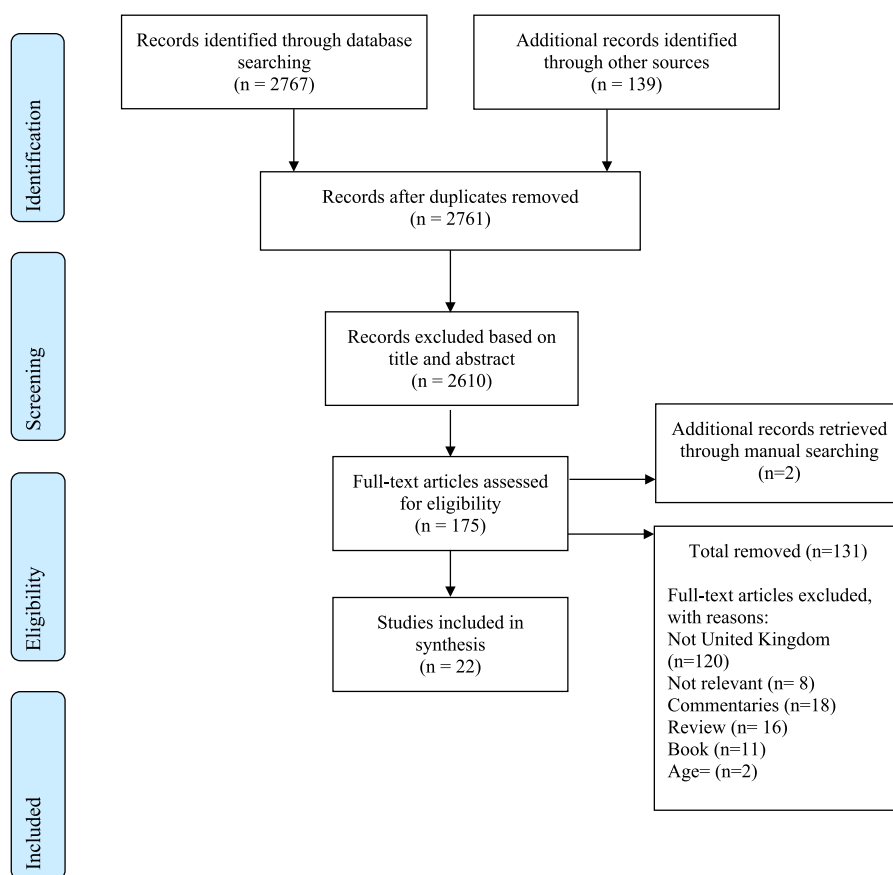 Records identified through database
searching
(n = 2767)
Additional records identified
through other sources
(n = 139)
Identification
Records after duplicates removed
(n = 2761)
Screening
Records excluded based on
title and abstract
(n = 2610)
Additional records retrieved
through manual searching
(n=2)
Eligibility
Full-text articles assessed
for eligibility
(n = 175)
Total removed (n=131)
Full-text articles excluded,
with reasons:
Not United Kingdom
(n=120)
Not relevant (n= 8)
Commentaries (n=18)
Review (n= 16)
Book (n=11)
Age= (n=2)
Studies included in
synthesis
(n = 22)
Included